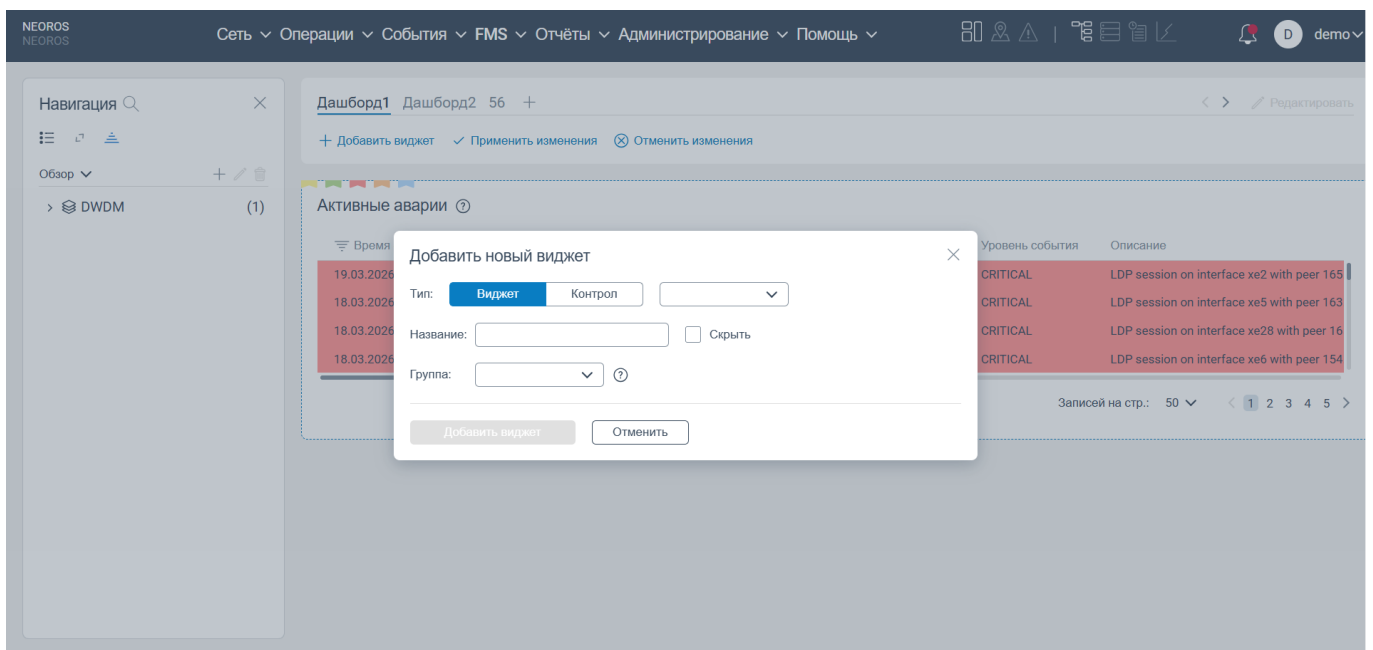 NEOROS
NEOROS
Сеть Операции События FMS Отчёты Администрирование Помощь
D demo
Навигация
Обзор
DWDM (1)
Дашборд1 Дашборд2 56 +
Редактировать
+ Добавить виджет Применить изменения Отменить изменения
Активные аварии ?
Время Уровень события Описание
19.03.2026 CRITICAL LDP session on interface xe2 with peer 165
18.03.2026 CRITICAL LDP session on interface xe5 with peer 163
18.03.2026 CRITICAL LDP session on interface xe28 with peer 16
18.03.2026 CRITICAL LDP session on interface xe6 with peer 154
Записей на стр.: 50 < 1 2 3 4 5 >
Добавить новый виджет
Тип: Виджет Контрол
Название: Скрыть
Группа: ?
Добавить виджет Отменить